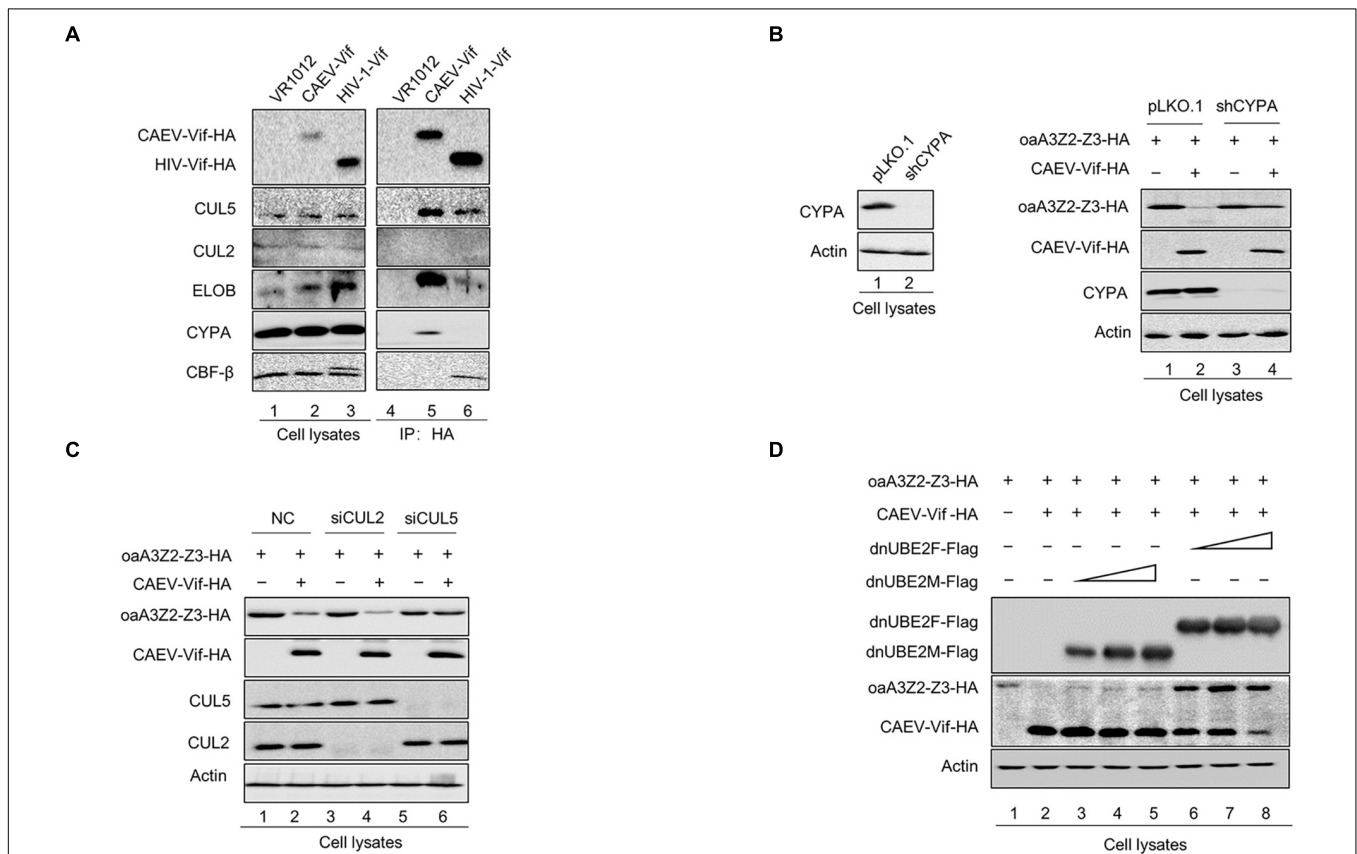 A
VR1012 CAEV-Vif HIV-1-Vif VR1012 CAEV-Vif HIV-1-Vif
CAEV-Vif-HA
HIV-Vif-HA
CUL5
CUL2
ELOB
CYPA
CBF-β
1 2 3 4 5 6
Cell lysates IP: HA
B
pLKO.1 shCYPA
CYPA
Actin
1 2
Cell lysates
pLKO.1 shCYPA
oaA3Z2-Z3-HA + + + +
CAEV-Vif-HA – + – +
oaA3Z2-Z3-HA
CAEV-Vif-HA
CYPA
Actin
1 2 3 4
Cell lysates
C
NC siCUL2 siCUL5
oaA3Z2-Z3-HA + + + + + +
CAEV-Vif-HA – + – + – +
oaA3Z2-Z3-HA
CAEV-Vif-HA
CUL5
CUL2
Actin
1 2 3 4 5 6
Cell lysates
D
oaA3Z2-Z3-HA + + + + + + + +
CAEV-Vif-HA – + + + + + + +
dnUBE2F-Flag – – – – –
dnUBE2M-Flag – – – – –
dnUBE2F-Flag
dnUBE2M-Flag
oaA3Z2-Z3-HA
CAEV-Vif-HA
Actin
1 2 3 4 5 6 7 8
Cell lysates